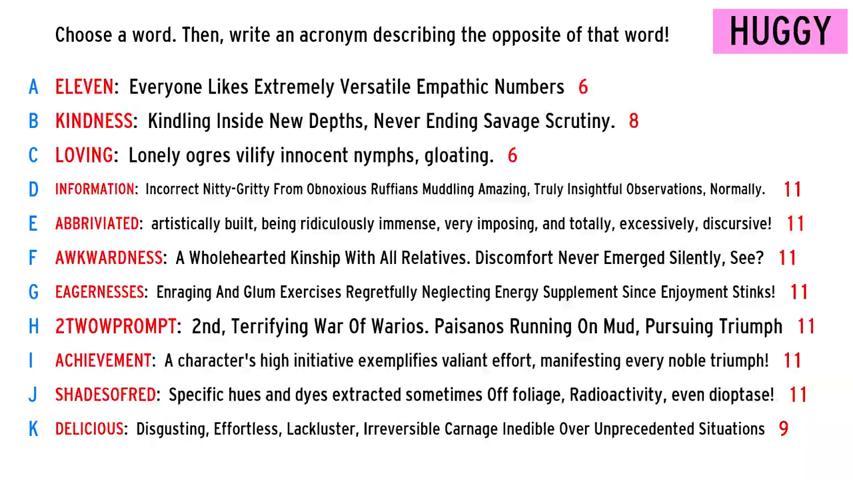 Choose a word. Then, write an acronym describing the opposite of that word! HUGGY
A ELEVEN: Everyone Likes Extremely Versatile Empathic Numbers 6
B KINDNESS: Kindling Inside New Depths, Never Ending Savage Scrutiny. 8
C LOVING: Lonely ogres vilify innocent nymphs, gloating. 6
D INFORMATION: Incorrect Nitty-Gritty From Obnoxious Ruffians Muddling Amazing, Truly Insightful Observations, Normally. 11
E ABBRIVIATED: artistically built, being ridiculously immense, very imposing, and totally, excessively, discursive! 11
F AWKWARDNESS: A Wholehearted Kinship With All Relatives. Discomfort Never Emerged Silently, See? 11
G EAGERNESSES: Enraging And Glum Exercises Regretfully Neglecting Energy Supplement Since Enjoyment Stinks! 11
H 2TWOWPROMPT: 2nd, Terrifying War Of Warios. Paisanos Running On Mud, Pursuing Triumph 11
I ACHIEVEMENT: A character's high initiative exemplifies valiant effort, manifesting every noble triumph! 11
J SHADESOFRED: Specific hues and dyes extracted sometimes Off foliage, Radioactivity, even dioptase! 11
K DELICIOUS: Disgusting, Effortless, Lackluster, Irreversible Carnage Inedible Over Unprecedented Situations 9